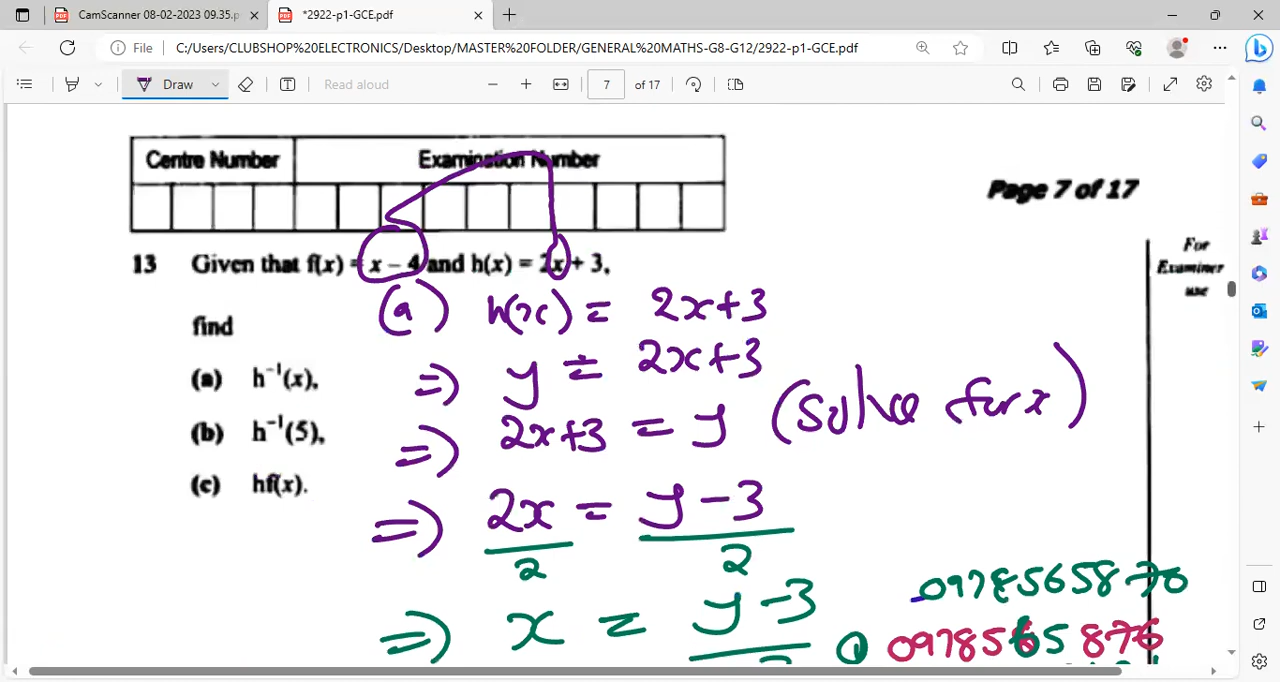 CamScanner 08-02-2023 09.35.p
*2922-p1-GCE.pdf
File C:/Users/CLUBSHOP%20ELECTRONICS/Desktop/MASTER%20FOLDER/GENERAL%20MATHS-G8-G12/2922-p1-GCE.pdf
Draw Read aloud 7 of 17
Centre Number Examination Number
Page 7 of 17
For
Examiner
use
13 Given that f(x) = x – 4 and h(x) = 2x + 3,
(a) h(x) = 2x+3
find
=> y = 2x+3
(a) h⁻¹(x),
=> 2x+3 = y (solve for x)
(b) h⁻¹(5),
(c) hf(x).
=> 2x/2 = y-3/2
0978565876
=> x = y-3
0978565 876